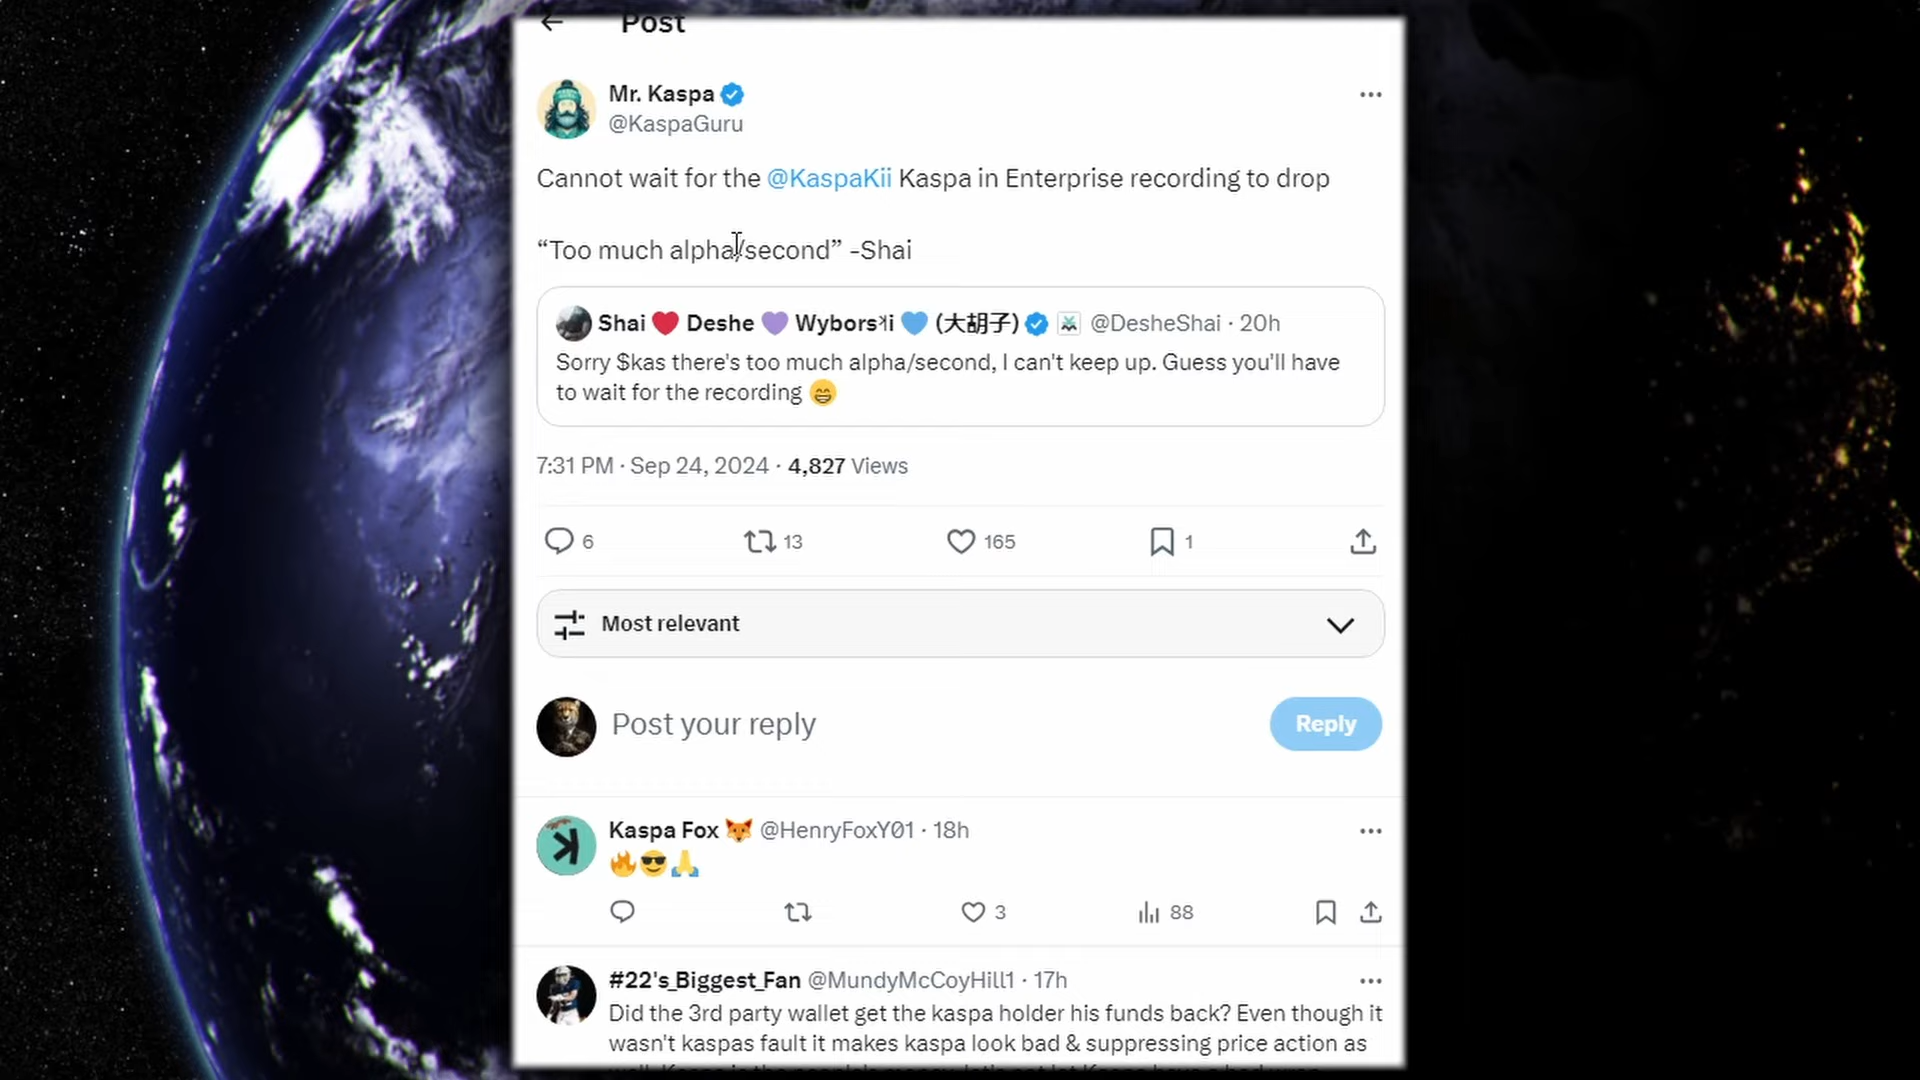 Post
Mr. Kaspa
@KaspaGuru
Cannot wait for the @KaspaKii Kaspa in Enterprise recording to drop
“Too much alpha/second” -Shai
Shai ❤️ Deshe 💜 Wyborski 💙 (大胡子) @DesheShai · 20h
Sorry $kas there's too much alpha/second, I can't keep up. Guess you'll have
to wait for the recording 😁
7:31 PM · Sep 24, 2024 · 4,827 Views
6 13 165 1
Most relevant
Post your reply
Reply
Kaspa Fox 🦊 @HenryFoxY01 · 18h
🔥😎🙏
3 88
#22's_Biggest_Fan @MundyMcCoyHill1 · 17h
Did the 3rd party wallet get the kaspa holder his funds back? Even though it
wasn't kaspas fault it makes kaspa look bad & suppressing price action as